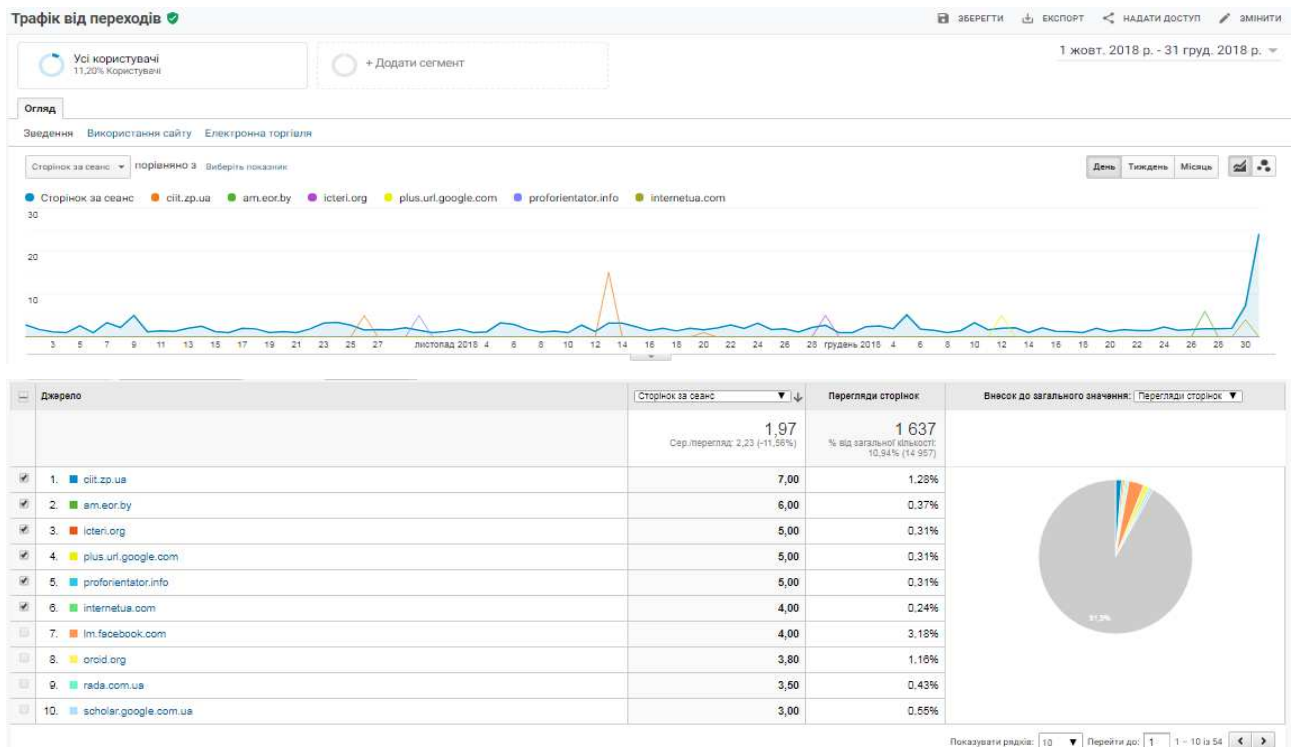 Трафік від переходів
ЗБЕРЕГТИ ЕКСПОРТ НАДАТИ ДОСТУП ЗМІНИТИ
1 жовт. 2018 р. - 31 груд. 2018 р.
Усі користувачі
11,20% Користувачі
+ Додати сегмент
Огляд
Зведення Використання сайту Електронна торгівля
Сторінок за сеанс порівняно з Виберіть показник
День Тиждень Місяць
Сторінок за сеанс ciit.zp.ua am.eor.by icteri.org plus.url.google.com proforientator.info internetua.com
30
20
10
3 5 7 9 11 13 15 17 19 21 23 25 27 листопад 2018 4 6 8 10 12 14 16 18 20 22 24 26 28 грудень 2018 4 6 8 10 12 14 16 18 20 22 24 26 28 30
Джерело Сторінок за сеанс Перегляди сторінок Внесок до загального значення: Перегляди сторінок
1,97 1 637
Сер./перегляд: 2,23 (-11,56%) % від загальної кількості:
10,94% (14 957)
1. ciit.zp.ua 7,00 1,28%
2. am.eor.by 6,00 0,37%
3. icteri.org 5,00 0,31%
4. plus.url.google.com 5,00 0,31%
5. proforientator.info 5,00 0,31%
6. internetua.com 4,00 0,24%
7. lm.facebook.com 4,00 3,18%
8. oroid.org 3,80 1,16%
9. rada.com.ua 3,50 0,43%
10. scholar.google.com.ua 3,00 0,55%
91,5%
Показувати рядків: 10 Перейти до: 1 1 – 10 із 54